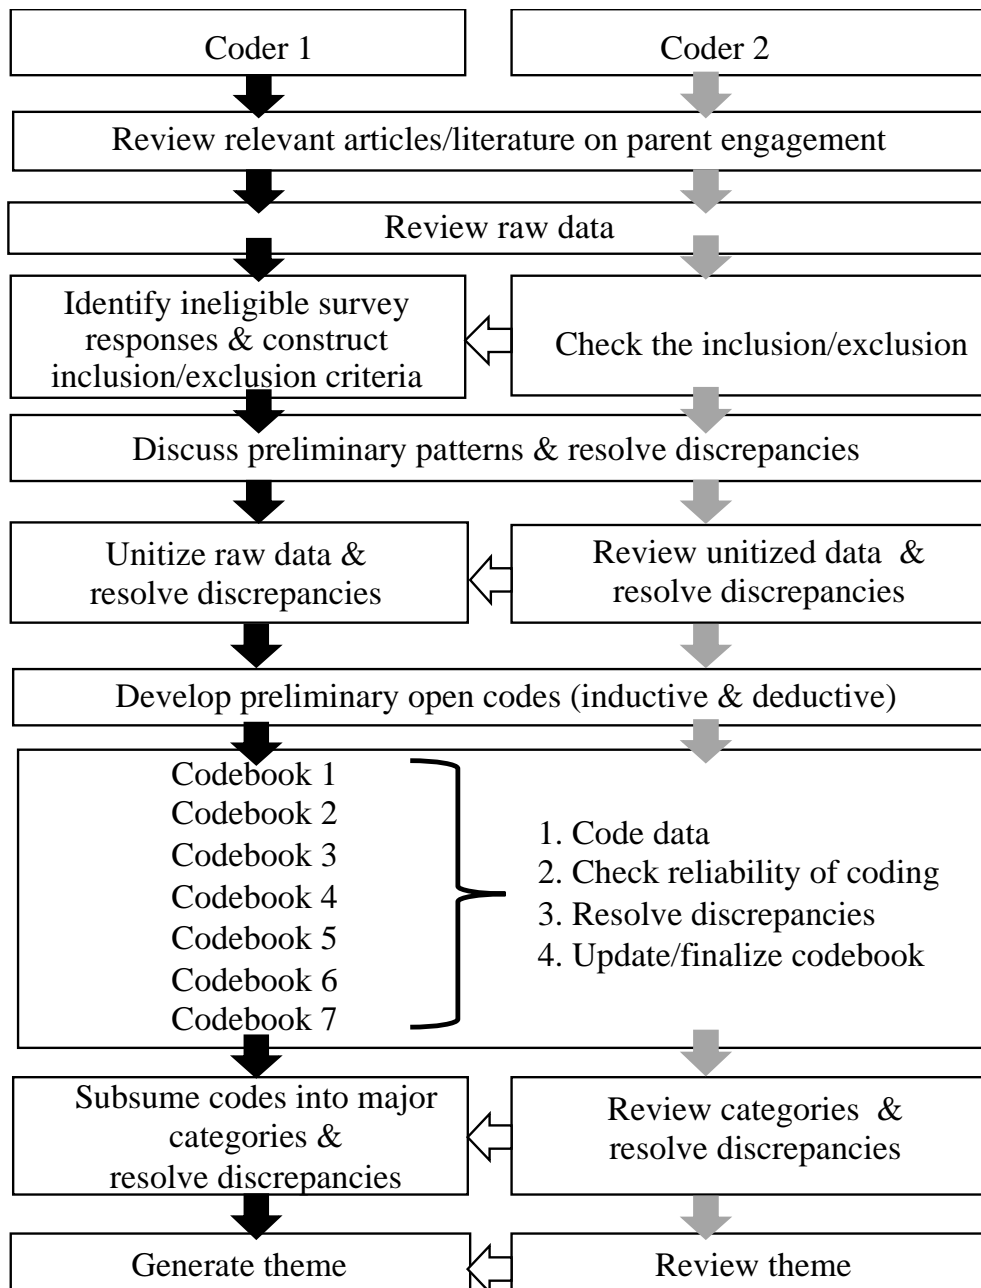 Coder 1
Coder 2
Review relevant articles/literature on parent engagement
Review raw data
Identify ineligible survey
responses & construct
inclusion/exclusion criteria
Check the inclusion/exclusion
Discuss preliminary patterns & resolve discrepancies
Unitize raw data &
resolve discrepancies
Review unitized data &
resolve discrepancies
Develop preliminary open codes (inductive & deductive)
Codebook 1
Codebook 2
Codebook 3
Codebook 4
Codebook 5
Codebook 6
Codebook 7
1. Code data
2. Check reliability of coding
3. Resolve discrepancies
4. Update/finalize codebook
Subsume codes into major
categories &
resolve discrepancies
Review categories &
resolve discrepancies
Generate theme
Review theme